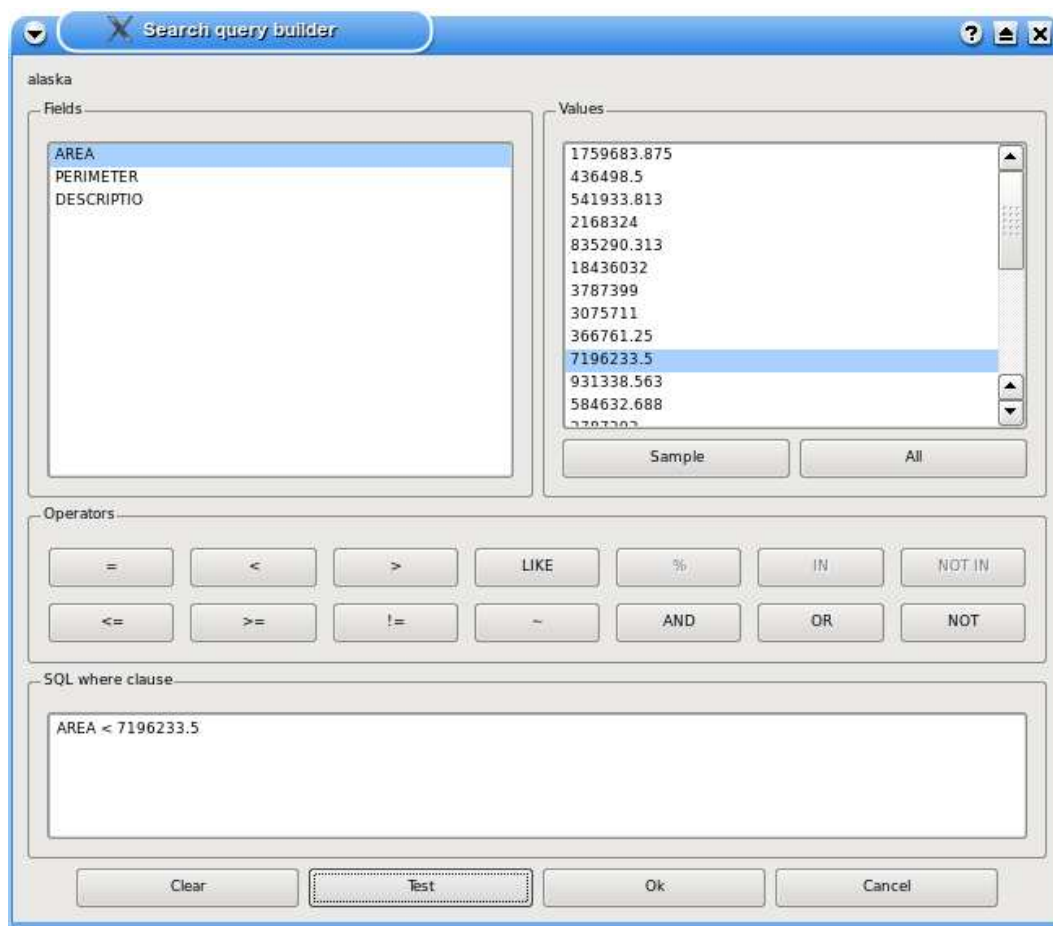 Search query builder
alaska
Fields
AREA
PERIMETER
DESCRIPTIO
Values
1759683.875
436498.5
541933.813
2168324
835290.313
18436032
3787399
3075711
366761.25
7196233.5
931338.563
584632.688
Sample All
Operators
= < > LIKE % IN NOT IN
<= >= != ~ AND OR NOT
SQL where clause
AREA < 7196233.5
Clear Test Ok Cancel